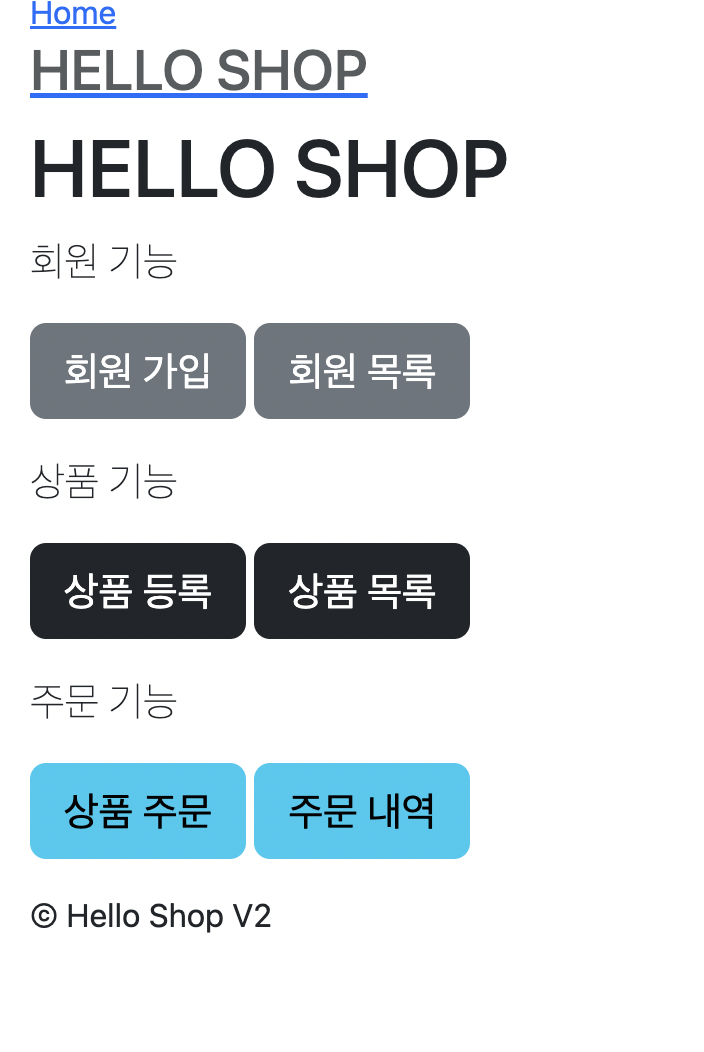 Home
HELLO SHOP
HELLO SHOP
회원 기능
회원 가입 회원 목록
상품 기능
상품 등록 상품 목록
주문 기능
상품 주문 주문 내역
© Hello Shop V2